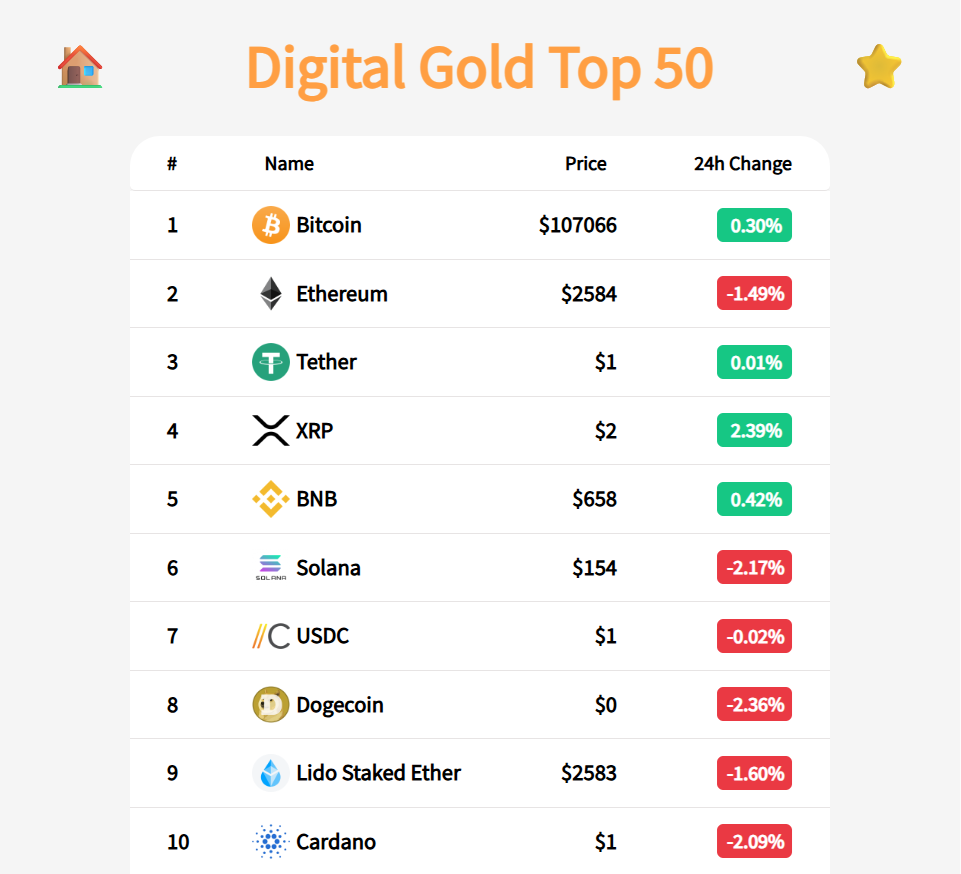 Digital Gold Top 50
# Name Price 24h Change
1 Bitcoin $107066 0.30%
2 Ethereum $2584 -1.49%
3 Tether $1 0.01%
4 XRP $2 2.39%
5 BNB $658 0.42%
6 SOLANA Solana $154 -2.17%
7 USDC $1 -0.02%
8 Dogecoin $0 -2.36%
9 Lido Staked Ether $2583 -1.60%
10 Cardano $1 -2.09%